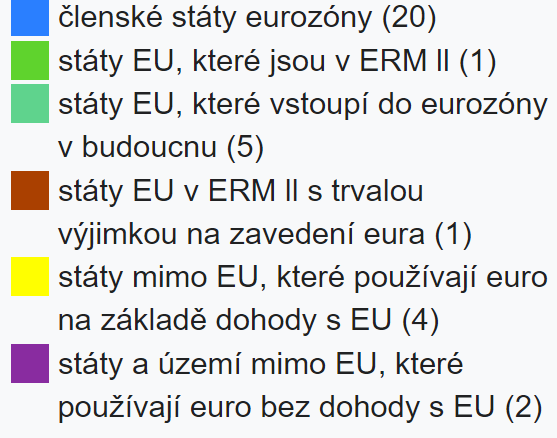 členské státy eurozóny (20)
státy EU, které jsou v ERM ll (1)
státy EU, které vstoupí do eurozóny
v budoucnu (5)
státy EU v ERM ll s trvalou
výjimkou na zavedení eura (1)
státy mimo EU, které používají euro
na základě dohody s EU (4)
státy a území mimo EU, které
používají euro bez dohody s EU (2)